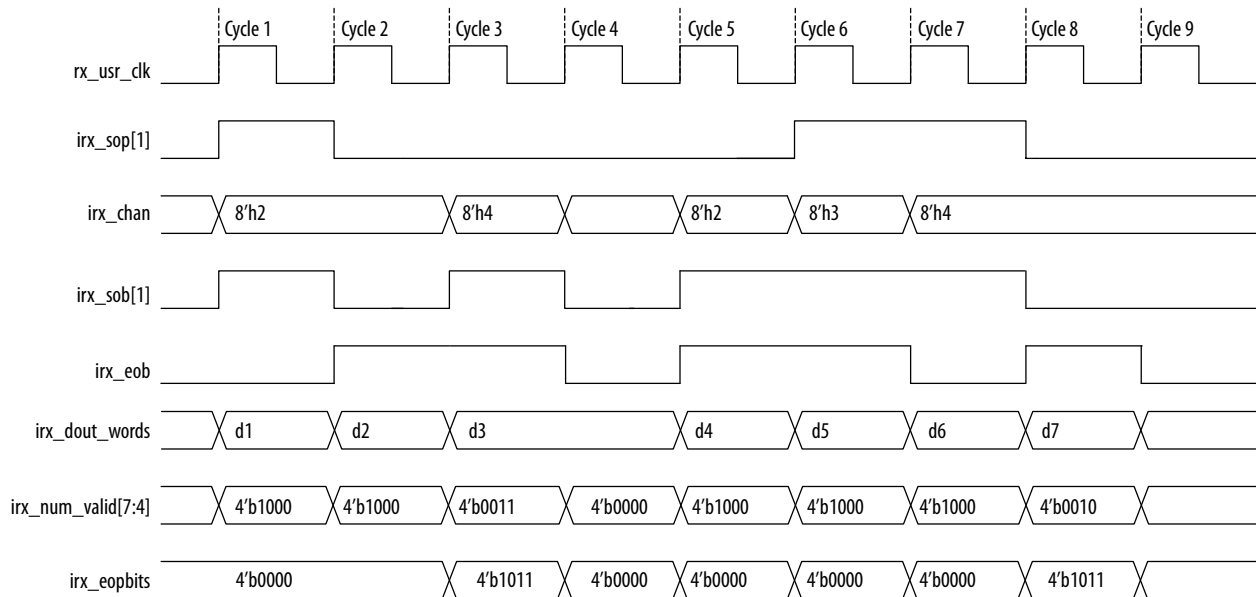 Cycle 1 Cycle 2 Cycle 3 Cycle 4 Cycle 5 Cycle 6 Cycle 7 Cycle 8 Cycle 9
rx_usr_clk
irx_sop[1]
irx_chan 8’h2 8’h4 8’h2 8’h3 8’h4
irx_sob[1]
irx_eob
irx_dout_words d1 d2 d3 d4 d5 d6 d7
irx_num_valid[7:4] 4’b1000 4’b1000 4’b0011 4’b0000 4’b1000 4’b1000 4’b1000 4’b0010
irx_eopbits 4’b0000 4’b1011 4’b0000 4’b0000 4’b0000 4’b0000 4’b1011